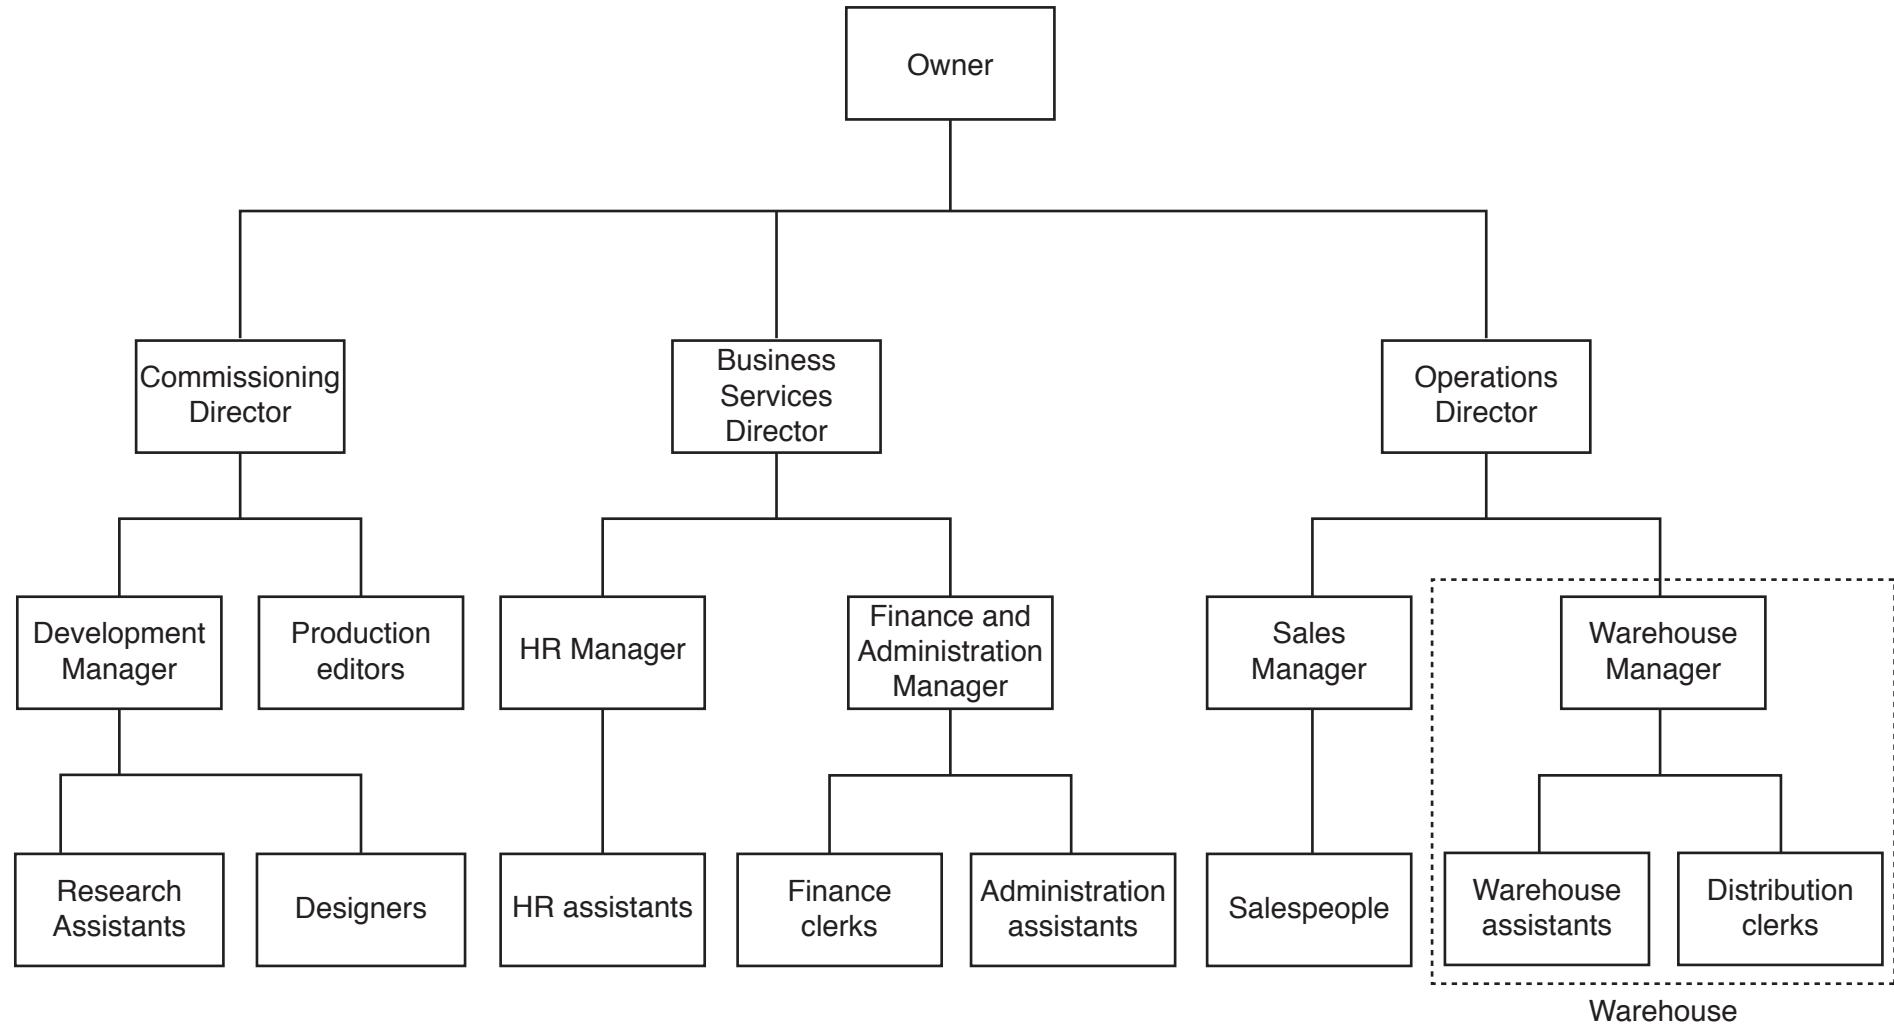 Owner
Commissioning
Director
Business
Services
Director
Operations
Director
Development
Manager
Production
editors
HR Manager
Finance and
Administration
Manager
Sales
Manager
Warehouse
Manager
Research
Assistants
Designers
HR assistants
Finance
clerks
Administration
assistants
Salespeople
Warehouse
assistants
Distribution
clerks
Warehouse